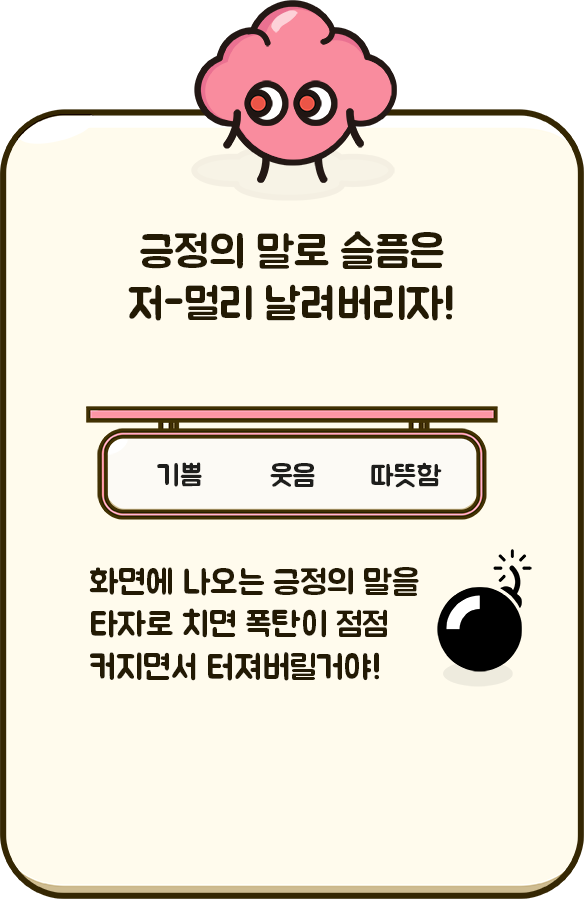 긍정의 말로 슬픔은
저-멀리 날려버리자!
기쁨 웃음 따뜻함
화면에 나오는 긍정의 말을
타자로 치면 폭탄이 점점
커지면서 터져버릴거야!